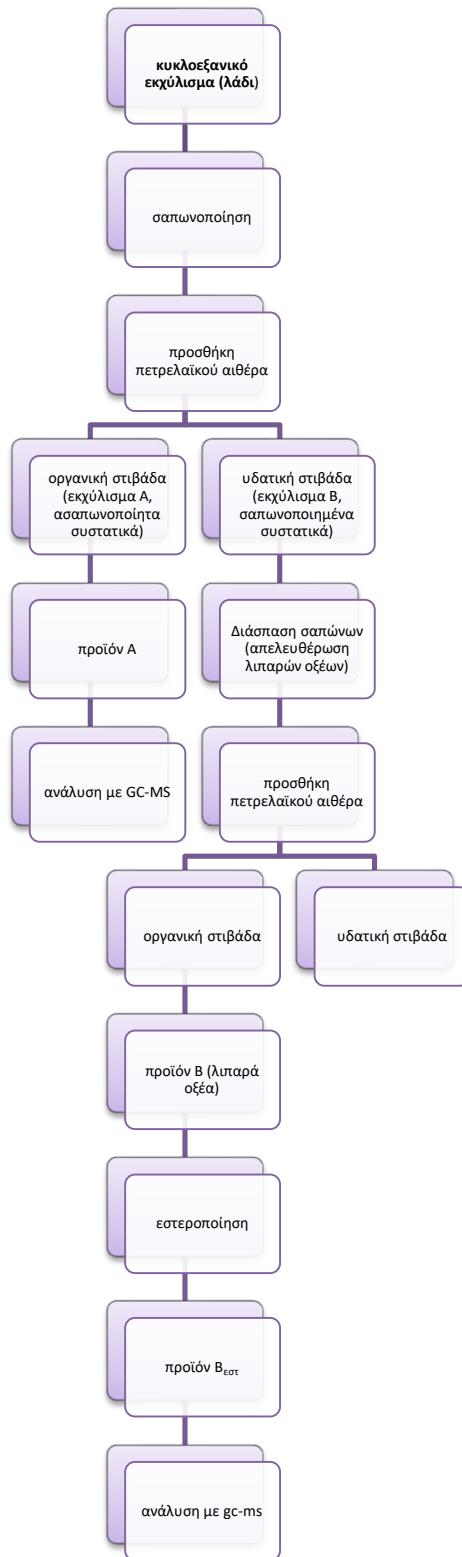 κυκλοεξανικό
εκχύλισμα (λάδι)
σαπωνοποίηση
προσθήκη
πετρελαϊκού αιθέρα
οργανική στιβάδα
(εκχύλισμα Α,
ασαπωνοποίητα
συστατικά)
υδατική στιβάδα
(εκχύλισμα Β,
σαπωνοποιημένα
συστατικά)
προϊόν Α
Διάσπαση σαπώνων
(απελευθέρωση
λιπαρών οξέων)
ανάλυση με GC-MS
προσθήκη
πετρελαϊκού αιθέρα
οργανική στιβάδα
υδατική στιβάδα
προϊόν Β (λιπαρά
οξέα)
εστεροποίηση
προϊόν Βεστ
ανάλυση με gc-ms